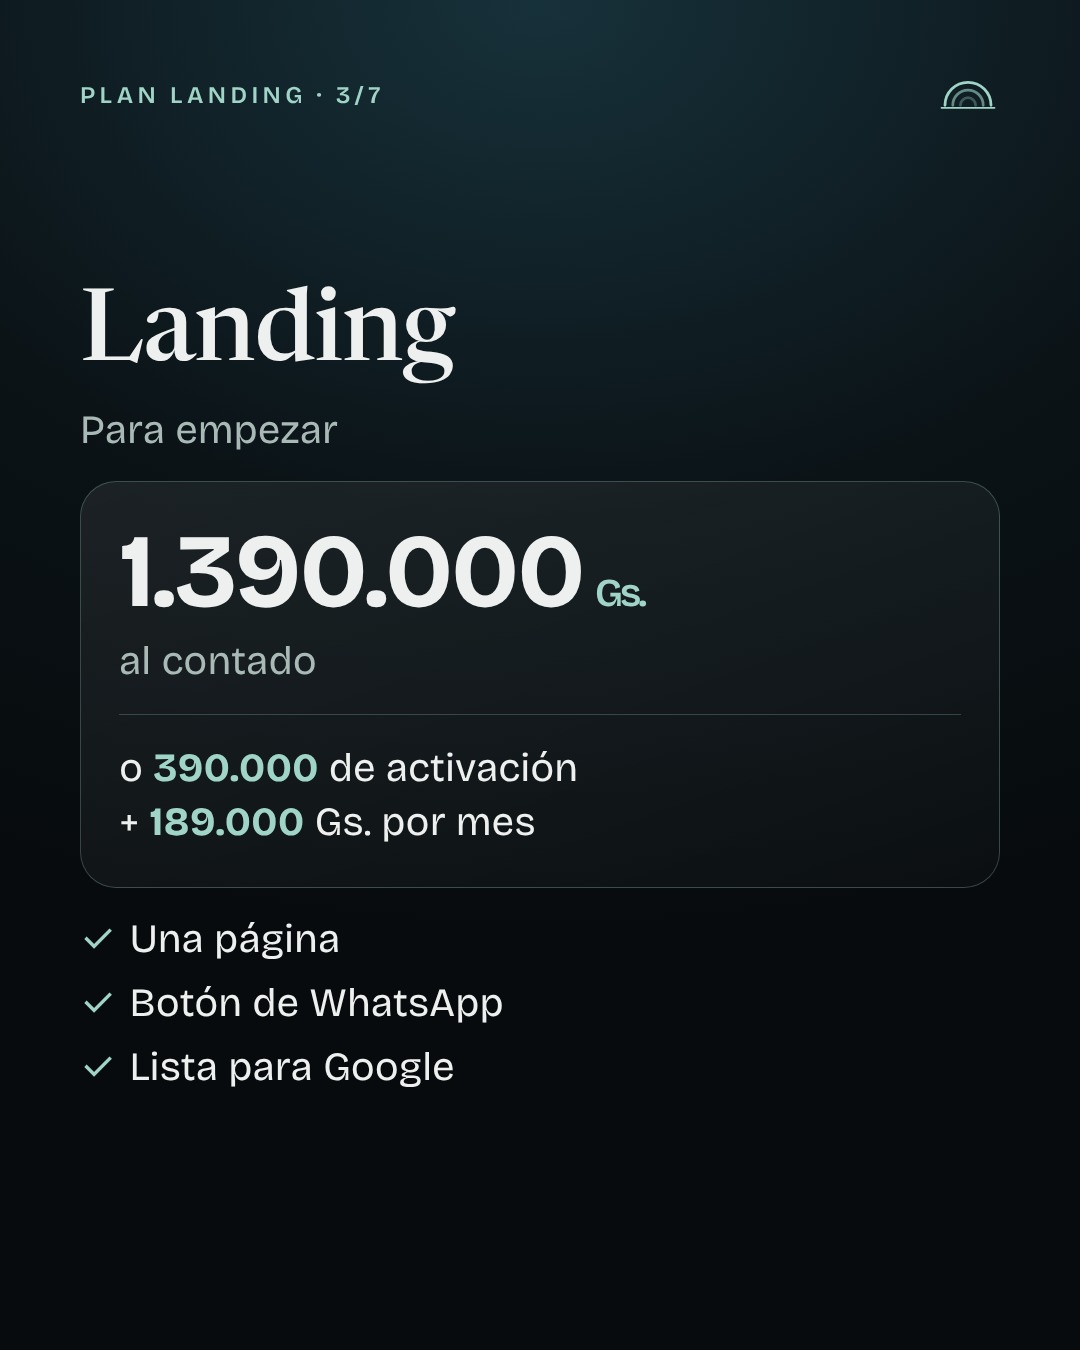 PLAN LANDING · 3/7
Landing
Para empezar
1.390.000 Gs.
al contado
o 390.000 de activación
+ 189.000 Gs. por mes
Una página
Botón de WhatsApp
Lista para Google